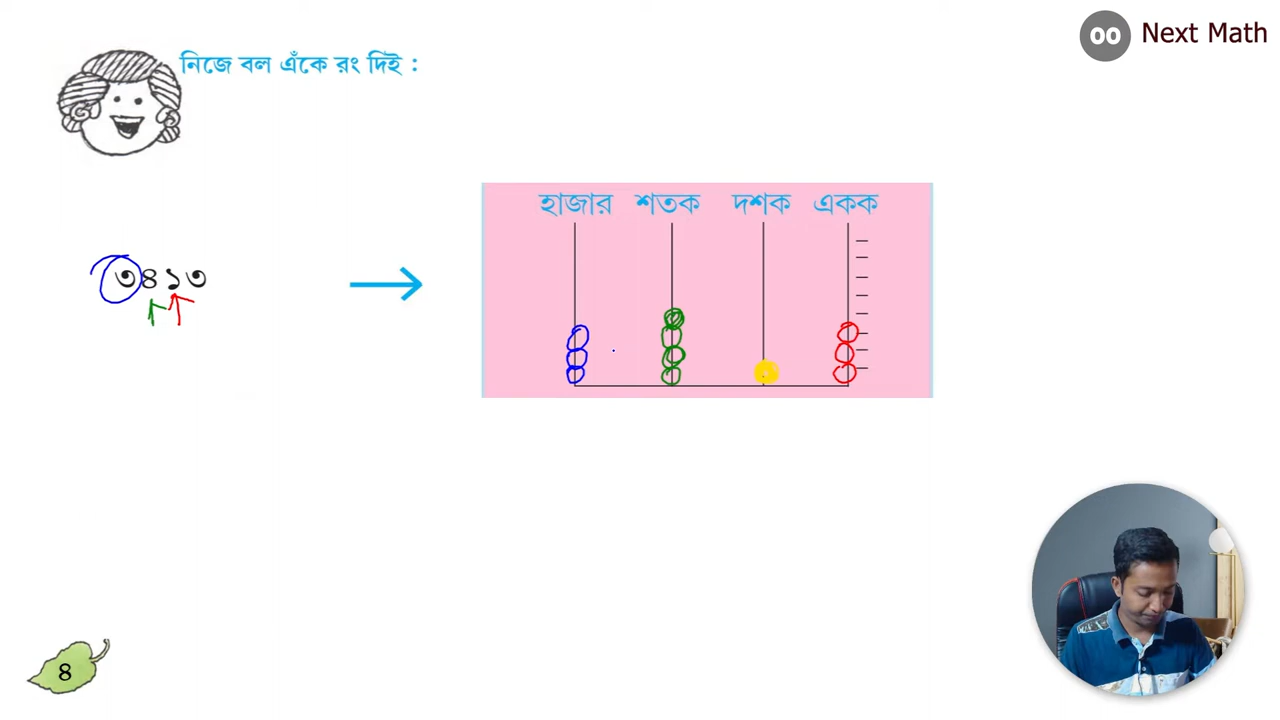 Next Math
নিজে বল এঁকে রং দিই :
হাজার শতক দশক একক
৩৪১৩
8